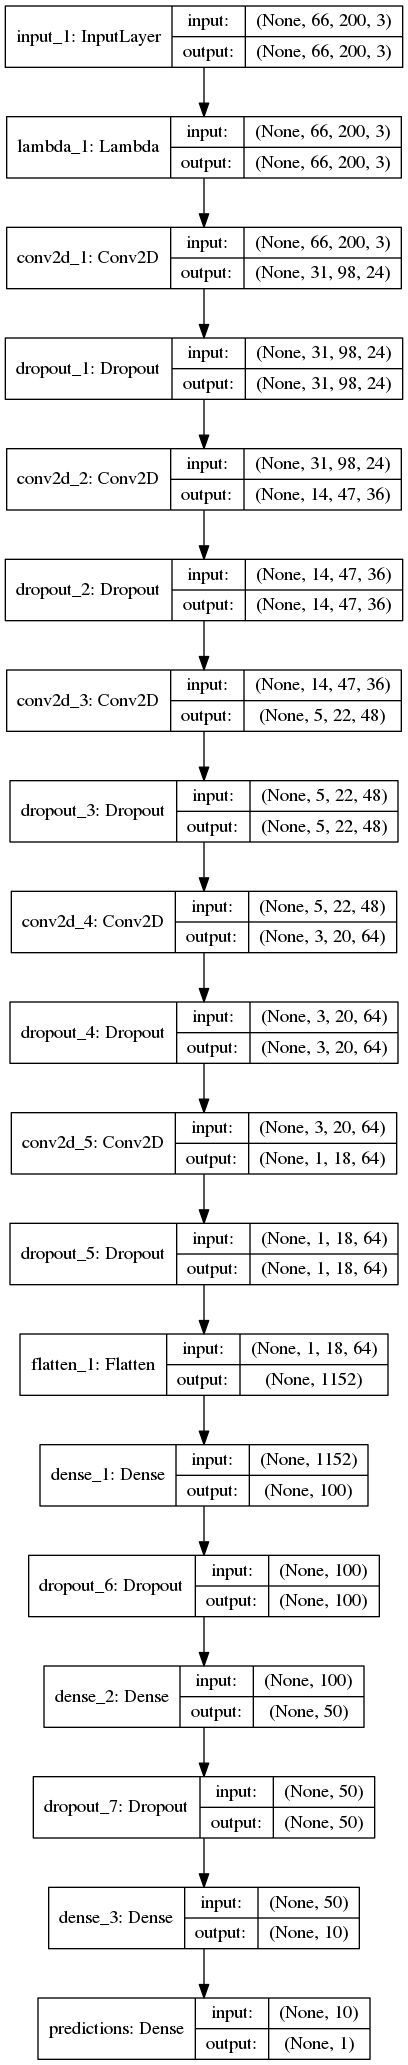 input_1: InputLayer
input: (None, 66, 200, 3)
output: (None, 66, 200, 3)
lambda_1: Lambda
input: (None, 66, 200, 3)
output: (None, 66, 200, 3)
conv2d_1: Conv2D
input: (None, 66, 200, 3)
output: (None, 31, 98, 24)
dropout_1: Dropout
input: (None, 31, 98, 24)
output: (None, 31, 98, 24)
conv2d_2: Conv2D
input: (None, 31, 98, 24)
output: (None, 14, 47, 36)
dropout_2: Dropout
input: (None, 14, 47, 36)
output: (None, 14, 47, 36)
conv2d_3: Conv2D
input: (None, 14, 47, 36)
output: (None, 5, 22, 48)
dropout_3: Dropout
input: (None, 5, 22, 48)
output: (None, 5, 22, 48)
conv2d_4: Conv2D
input: (None, 5, 22, 48)
output: (None, 3, 20, 64)
dropout_4: Dropout
input: (None, 3, 20, 64)
output: (None, 3, 20, 64)
conv2d_5: Conv2D
input: (None, 3, 20, 64)
output: (None, 1, 18, 64)
dropout_5: Dropout
input: (None, 1, 18, 64)
output: (None, 1, 18, 64)
flatten_1: Flatten
input: (None, 1, 18, 64)
output: (None, 1152)
dense_1: Dense
input: (None, 1152)
output: (None, 100)
dropout_6: Dropout
input: (None, 100)
output: (None, 100)
dense_2: Dense
input: (None, 100)
output: (None, 50)
dropout_7: Dropout
input: (None, 50)
output: (None, 50)
dense_3: Dense
input: (None, 50)
output: (None, 10)
predictions: Dense
input: (None, 10)
output: (None, 1)